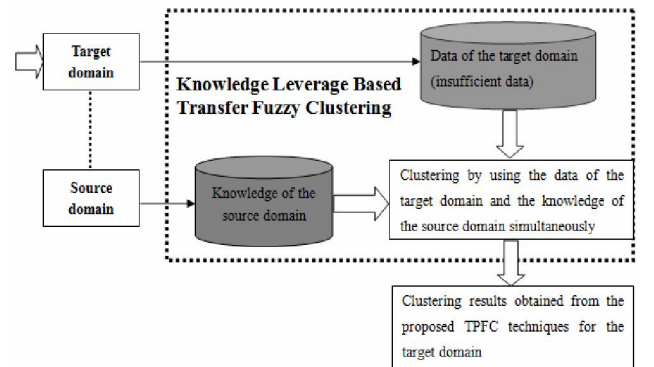 Target
domain
Data of the target domain
(insufficient data)
Knowledge Leverage Based
Transfer Fuzzy Clustering
Source
domain
Knowledge of the
source domain
Clustering by using the data of the
target domain and the knowledge of
the source domain simultaneously
Clustering results obtained from the
proposed TPFC techniques for the
target domain